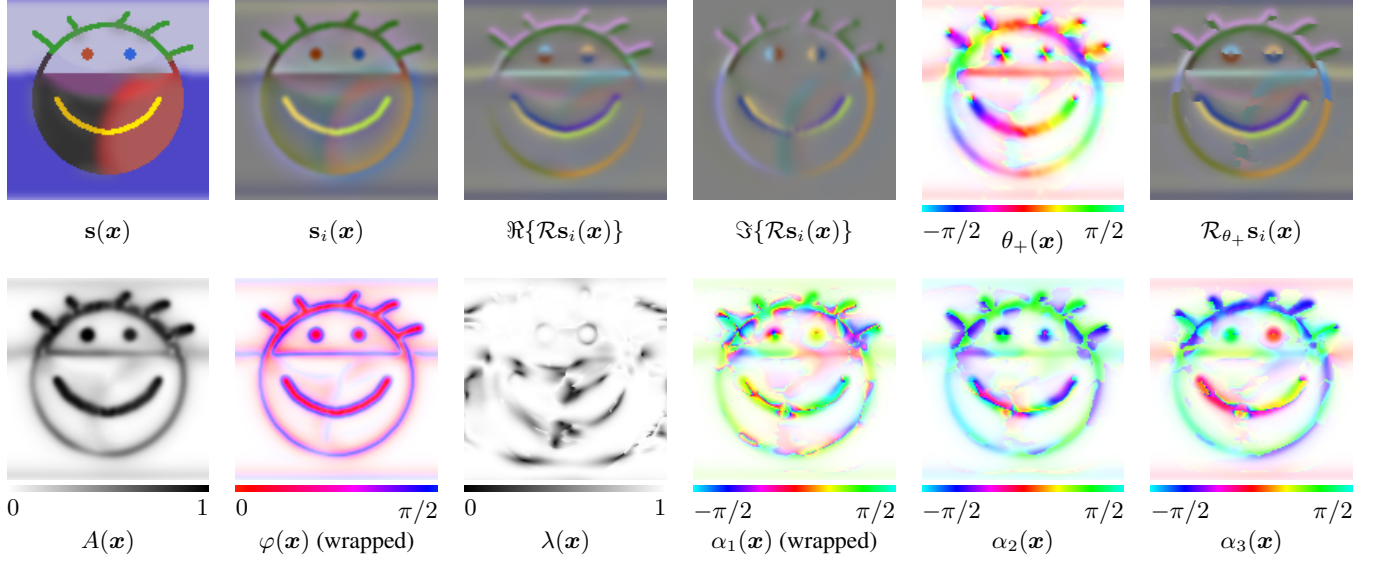 s(x) s_i(x) ℜ{ℛs_i(x)} ℑ{ℛs_i(x)} −π/2 θ_+(x) π/2 ℛ_{θ_+}s_i(x)
0 1 0 π/2 0 1 −π/2 π/2 −π/2 π/2 −π/2 π/2
A(x) φ(x) (wrapped) λ(x) α_1(x) (wrapped) α_2(x) α_3(x)